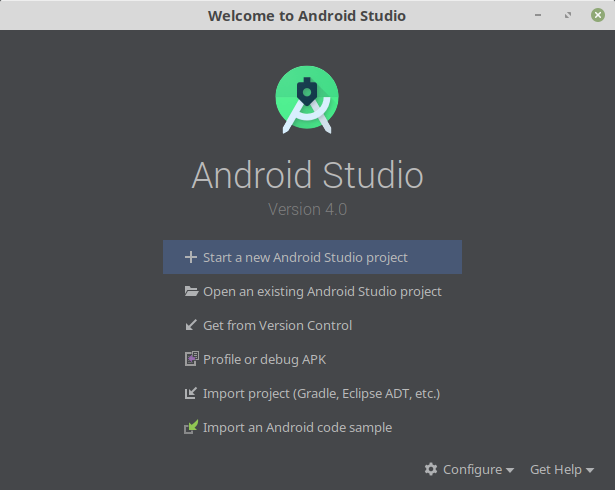 Welcome to Android Studio
Android Studio
Version 4.0
Start a new Android Studio project
Open an existing Android Studio project
Get from Version Control
Profile or debug APK
Import project (Gradle, Eclipse ADT, etc.)
Import an Android code sample
Configure Get Help